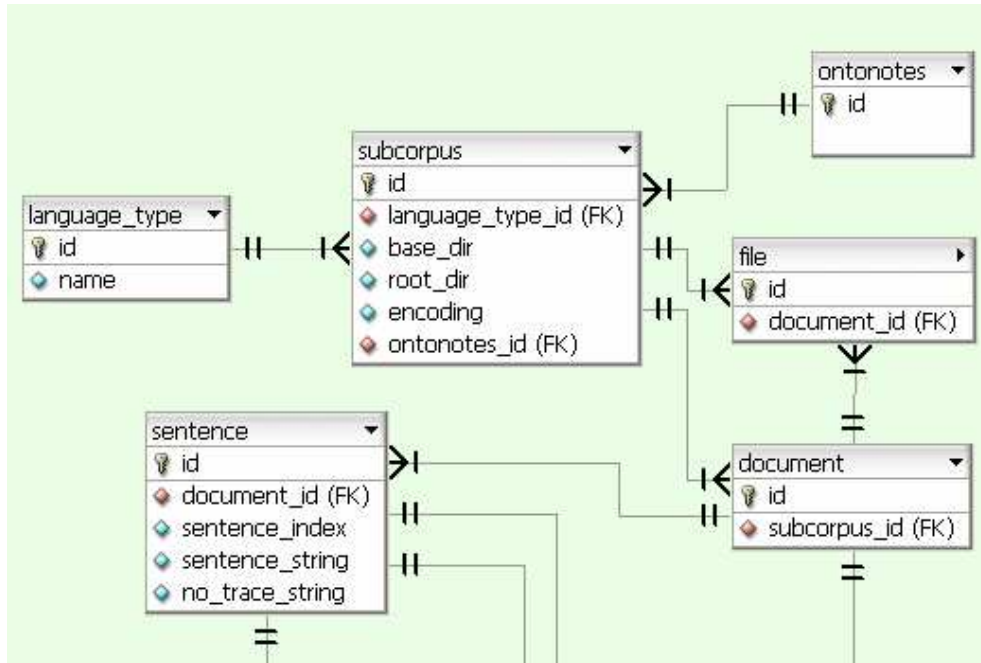 ontonotes
id
subcorpus
id
language_type_id (FK)
base_dir
root_dir
encoding
ontonotes_id (FK)
language_type
id
name
file
id
document_id (FK)
sentence
id
document_id (FK)
sentence_index
sentence_string
no_trace_string
document
id
subcorpus_id (FK)